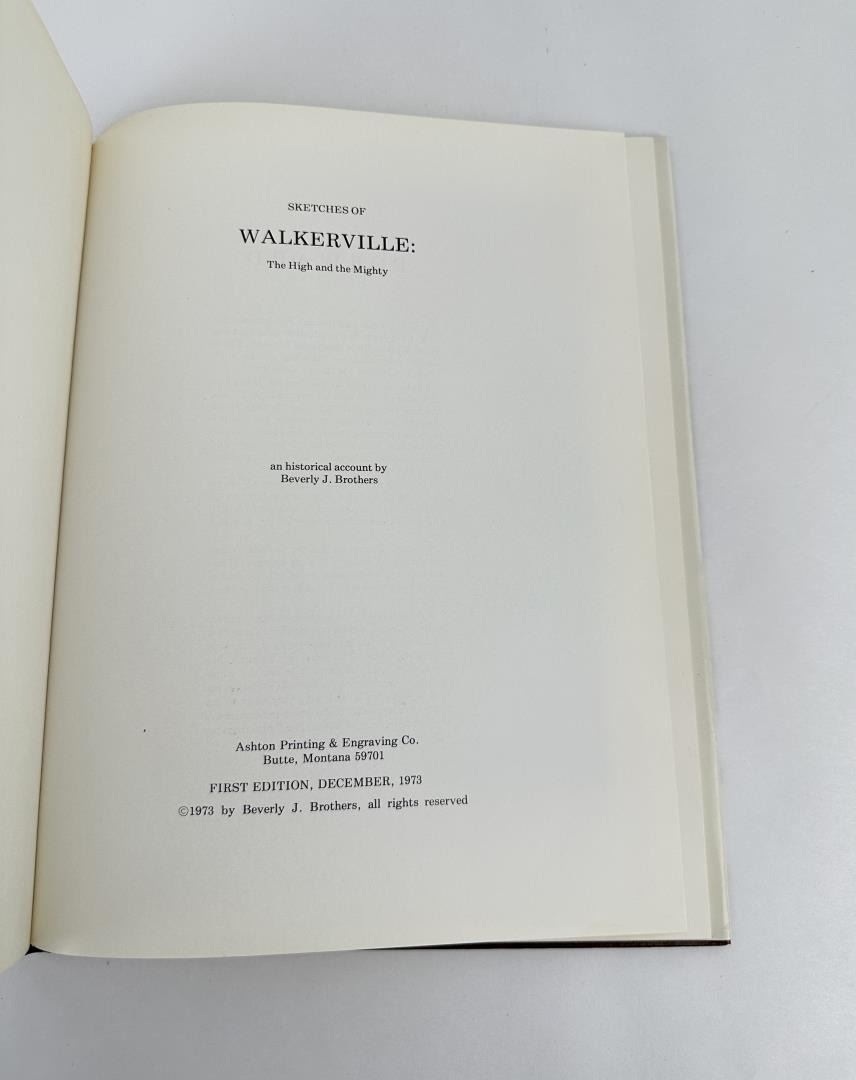 SKETCHES OF
WALKERVILLE:
The High and the Mighty
an historical account by
Beverly J. Brothers
Ashton Printing & Engraving Co.
Butte, Montana 59701
FIRST EDITION, DECEMBER, 1973
©1973 by Beverly J. Brothers, all rights reserved